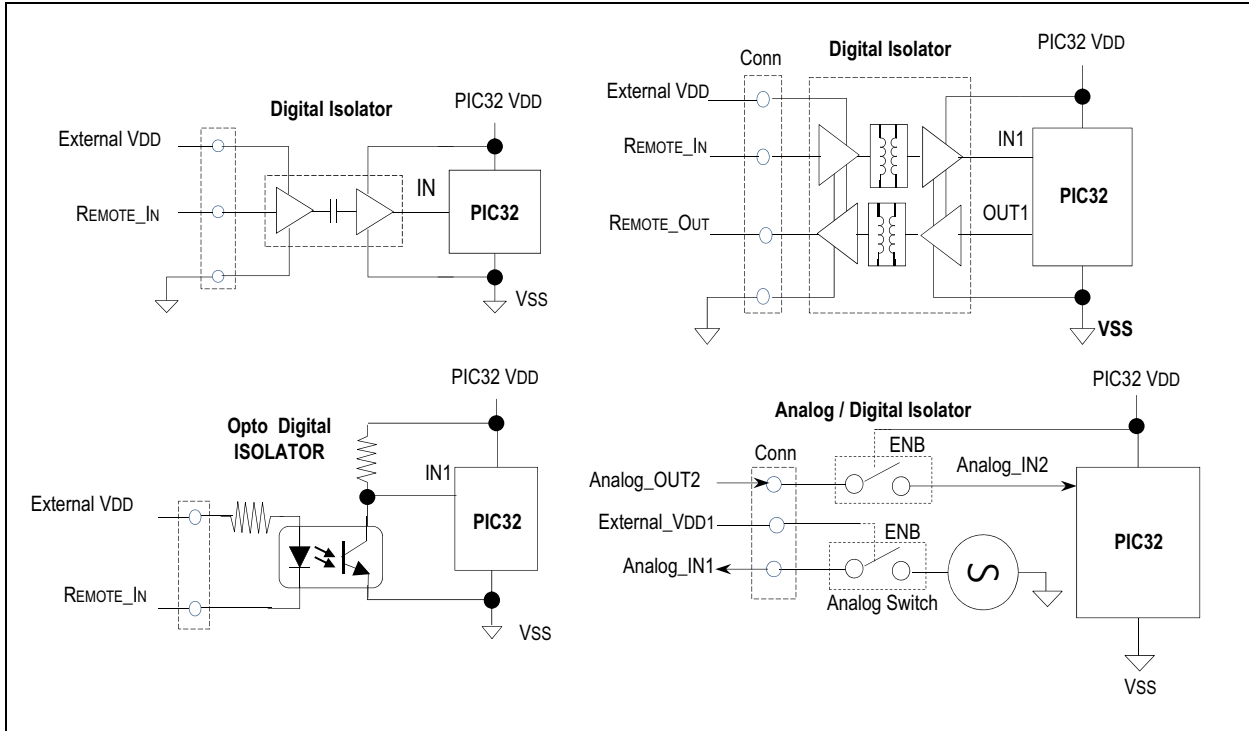 Digital Isolator
PIC32 VDD
External VDD
IN
REMOTE_IN
PIC32
VSS
Digital Isolator
PIC32 VDD
Conn
External VDD
REMOTE_IN
IN1
PIC32
REMOTE_OUT
OUT1
VSS
PIC32 VDD
Opto Digital
ISOLATOR
IN1
External VDD
PIC32
REMOTE_IN
VSS
PIC32 VDD
Analog / Digital Isolator
Conn
ENB
Analog_OUT2
Analog_IN2
External_VDD1
PIC32
ENB
Analog_IN1
S
Analog Switch
VSS